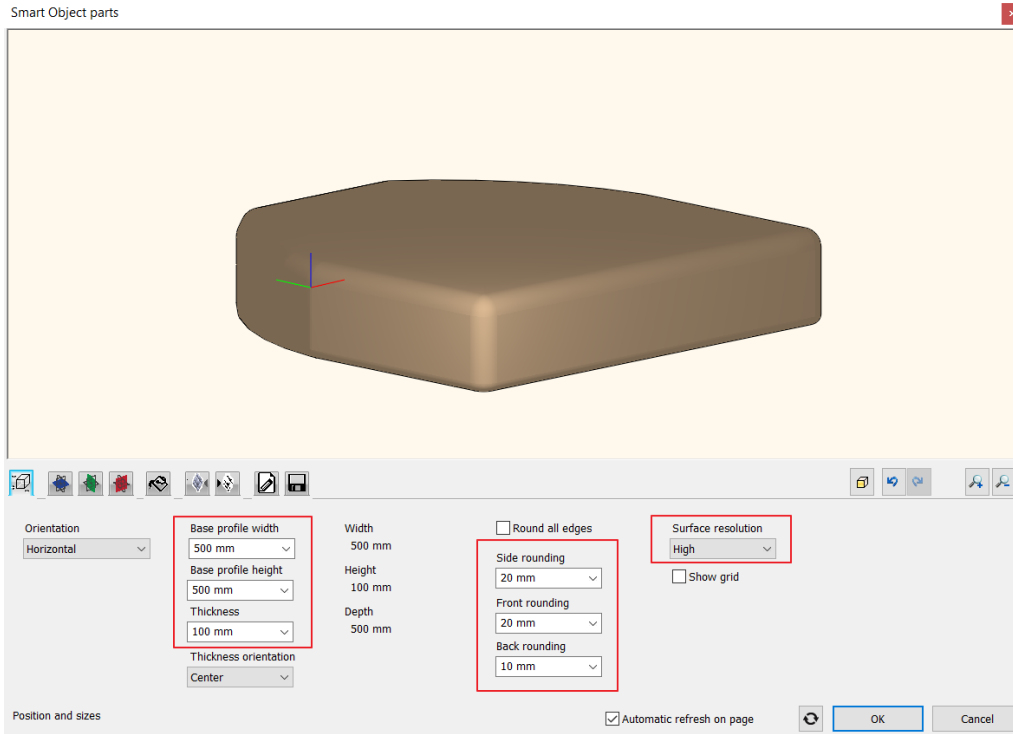 Smart Object parts
Orientation
Horizontal
Base profile width
500 mm
Base profile height
500 mm
Thickness
100 mm
Thickness orientation
Center
Width
500 mm
Height
100 mm
Depth
500 mm
Round all edges
Side rounding
20 mm
Front rounding
20 mm
Back rounding
10 mm
Surface resolution
High
Show grid
Position and sizes
Automatic refresh on page
OK
Cancel